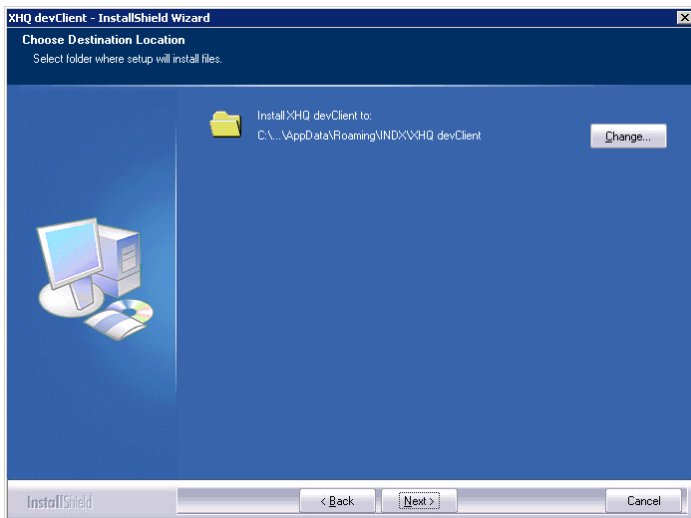 XHQ devClient - InstallShield Wizard
Choose Destination Location
Select folder where setup will install files.
Install XHQ devClient to:
C:\...\AppData\Roaming\INDX\XHQ devClient
Change...
InstallShield
< Back
Next >
Cancel